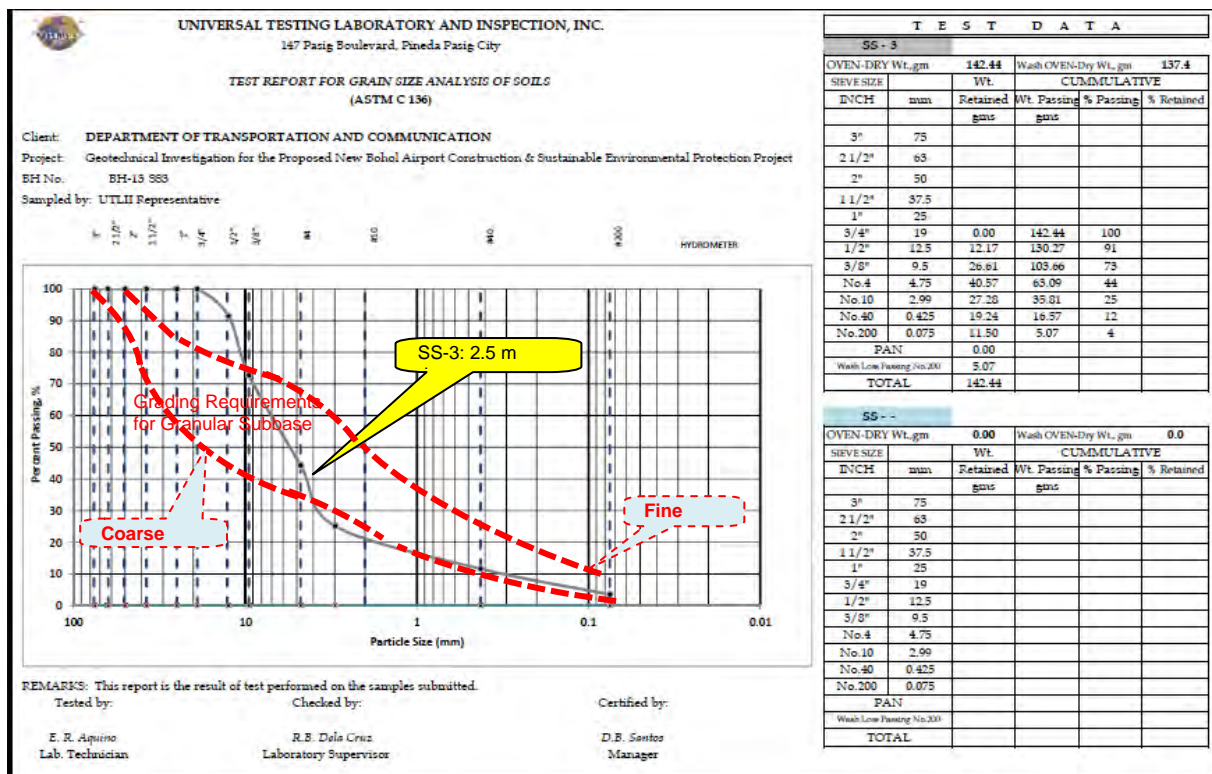 UNIVERSAL TESTING LABORATORY AND INSPECTION, INC.
147 Pasig Boulevard, Pineda Pasig City
TEST REPORT FOR GRAIN SIZE ANALYSIS OF SOILS
(ASTM C 136)
Client: DEPARTMENT OF TRANSPORTATION AND COMMUNICATION
Project: Geotechnical Investigation for the Proposed New Bohol Airport Construction & Sustainable Environmental Protection Project
BH No. BH-13 SS3
Sampled by: UTLII Representative
3" 2 1/2" 2" 1 1/2" 1" 3/4" 1/2" 3/8" #4 #10 #40 #200 HYDROMETER
100
90
80
70
60
50
40
30
20
10
0
Percent Passing, %
SS-3: 2.5 m
Grading Requirements
for Granular Subbase
Coarse
Fine
100 10 1 0.1 0.01
Particle Size (mm)
REMARKS: This report is the result of test performed on the samples submitted.
Tested by: Checked by: Certified by:
E. R. Aquino R.B. Dela Cruz D.B. Santos
Lab. Technician Laboratory Supervisor Manager
T E S T D A T A
SS - 3
OVEN-DRY Wt.,gm 142.44 Wash OVEN-Dry Wt., gm 137.4
SIEVE SIZE Wt. CUMMULATIVE
INCH mm Retained Wt. Passing % Passing % Retained
gms gms
3" 75
2 1/2" 63
2" 50
1 1/2" 37.5
1" 25
3/4" 19 0.00 142.44 100
1/2" 12.5 12.17 130.27 91
3/8" 9.5 26.61 103.66 73
No.4 4.75 40.57 63.09 44
No.10 2.99 27.28 35.81 25
No.40 0.425 19.24 16.57 12
No.200 0.075 11.50 5.07 4
PAN 0.00
Wash Loss Passing No.200 5.07
TOTAL 142.44
SS - -
OVEN-DRY Wt.,gm 0.00 Wash OVEN-Dry Wt., gm 0.0
SIEVE SIZE Wt. CUMMULATIVE
INCH mm Retained Wt. Passing % Passing % Retained
gms gms
3" 75
2 1/2" 63
2" 50
1 1/2" 37.5
1" 25
3/4" 19
1/2" 12.5
3/8" 9.5
No.4 4.75
No.10 2.99
No.40 0.425
No.200 0.075
PAN
Wash Loss Passing No.200
TOTAL